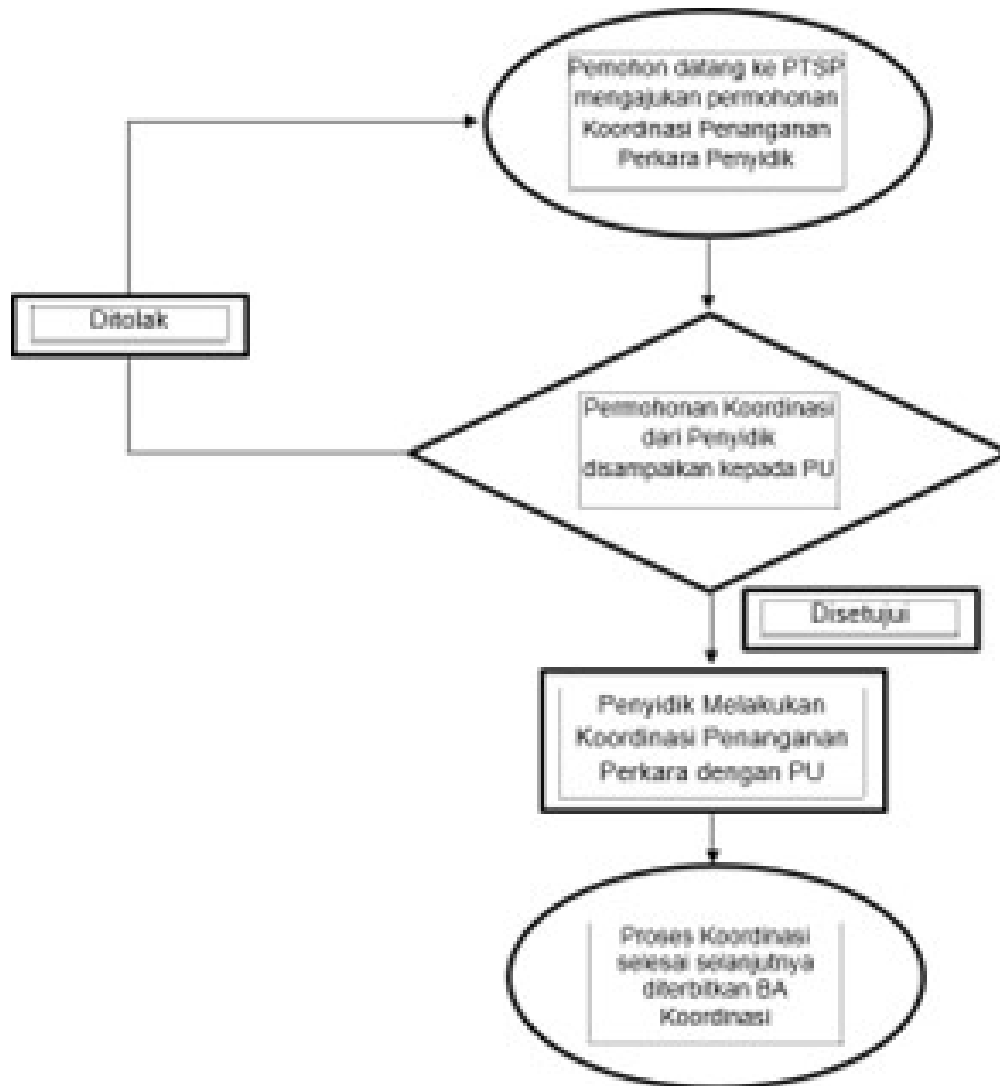 Pemohon datang ke PTSP
mengajukan permohonan
Koordinasi Penanganan
Perkara Penyidik
Ditolak
Permohonan Koordinasi
dari Penyidik
disampaikan kepada PU
Disetujui
Penyidik Melakukan
Koordinasi Penanganan
Perkara dengan PU
Proses Koordinasi
selesai selanjutnya
diterbitkan BA
Koordinasi